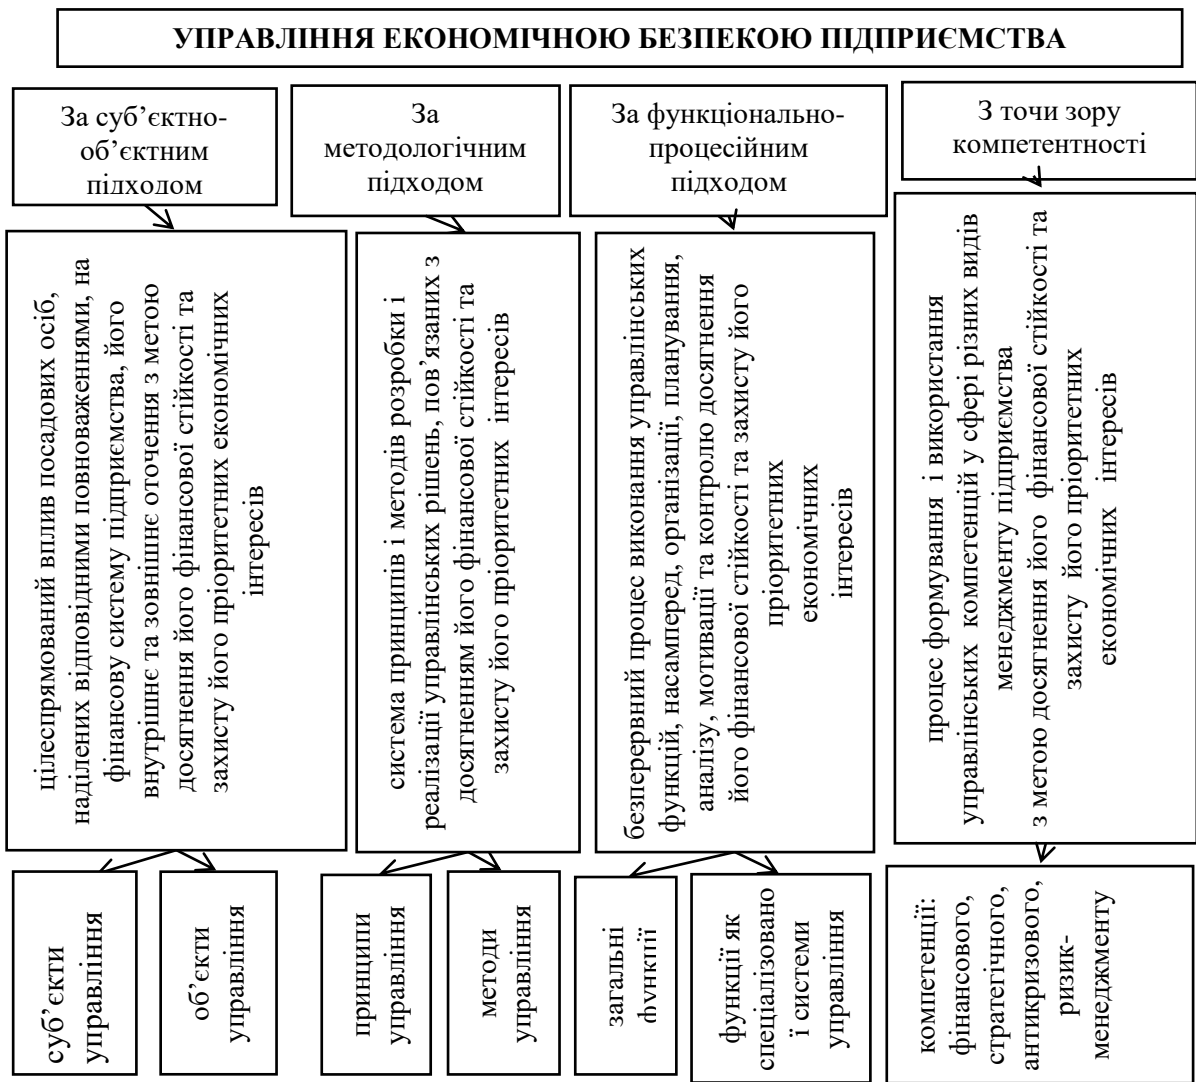 УПРАВЛІННЯ ЕКОНОМІЧНОЮ БЕЗПЕКОЮ ПІДПРИЄМСТВА
За суб’єктно-
об’єктним
підходом
За
методологічним
підходом
За функціонально-
процесійним
підходом
З точи зору
компетентності
цілеспрямований вплив посадових осіб,
наділених відповідними повноваженнями, на
фінансову систему підприємства, його
внутрішнє та зовнішнє оточення з метою
досягнення його фінансової стійкості та
захисту його пріоритетних економічних
інтересів
система принципів і методів розробки і
реалізації управлінських рішень, пов’язаних з
досягненням його фінансової стійкості та
захисту його пріоритетних інтересів
безперервний процес виконання управлінських
функцій, насамперед, організації, планування,
аналізу, мотивації та контролю досягнення
його фінансової стійкості та захисту його
пріоритетних
економічних
інтересів
процес формування і використання
управлінських компетенцій у сфері різних видів
менеджменту підприємства
з метою досягнення його фінансової стійкості та
захисту його пріоритетних
економічних інтересів
суб’єкти
управління
об’єкти
управління
принципи
управління
методи
управління
загальні
функції
функції як
спеціалізовано
ї системи
управління
компетенції:
фінансового,
стратегічного,
антикризового,
ризик-
менеджменту